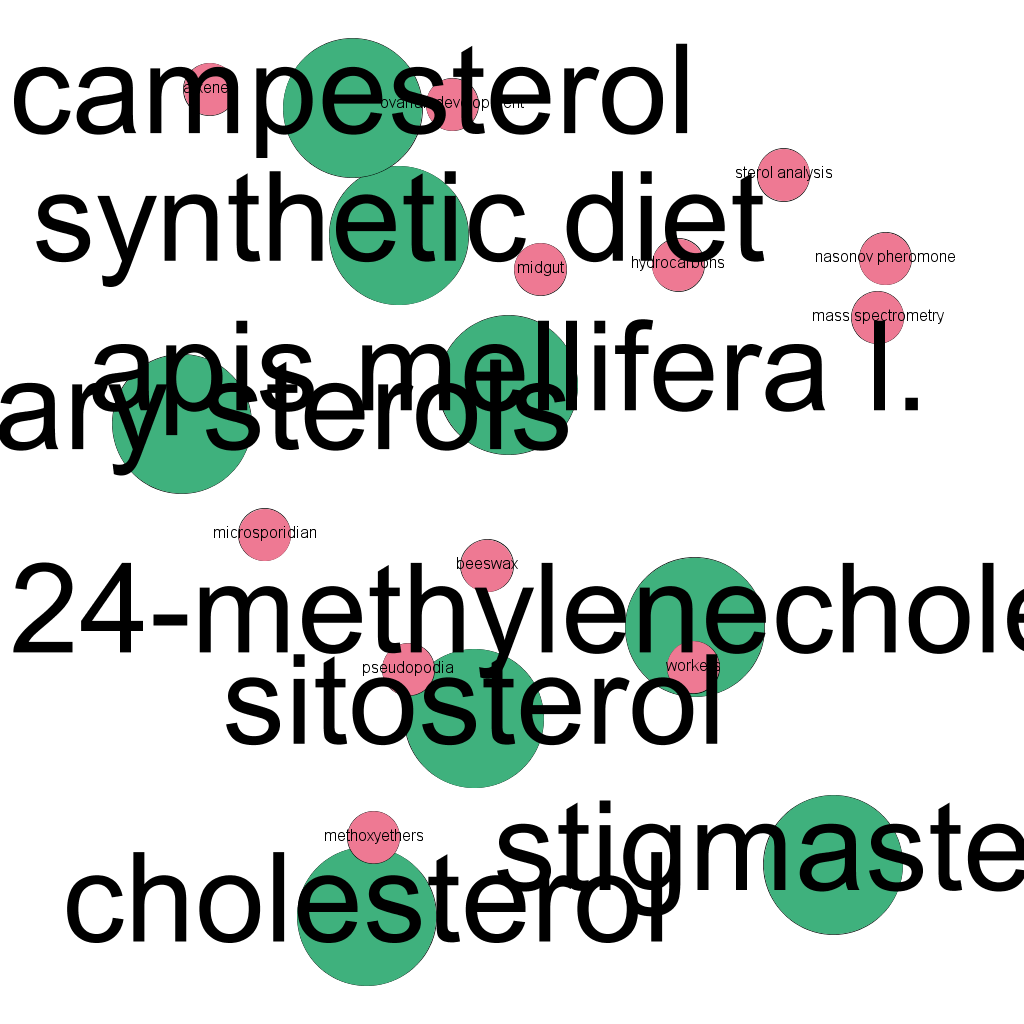 campesterol
alkenes
ovarian development
sterol analysis
synthetic diet
midgut
hydrocarbons
nasonov pheromone
mass spectrometry
apis mellifera l.
ary sterols
microsporidian
beeswax
24-methylenechole
pseudopodia
workers
sitosterol
methoxyethers
stigmaste
cholesterol